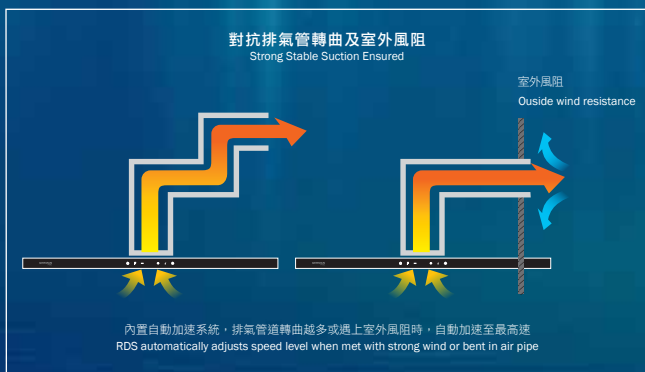 對抗排氣管轉曲及室外風阻
Strong Stable Suction Ensured
室外風阻
Ouside wind resistance
內置自動加速系統，排氣管道轉曲越多或遇上室外風阻時，自動加速至最高速
RDS automatically adjusts speed level when met with strong wind or bent in air pipe